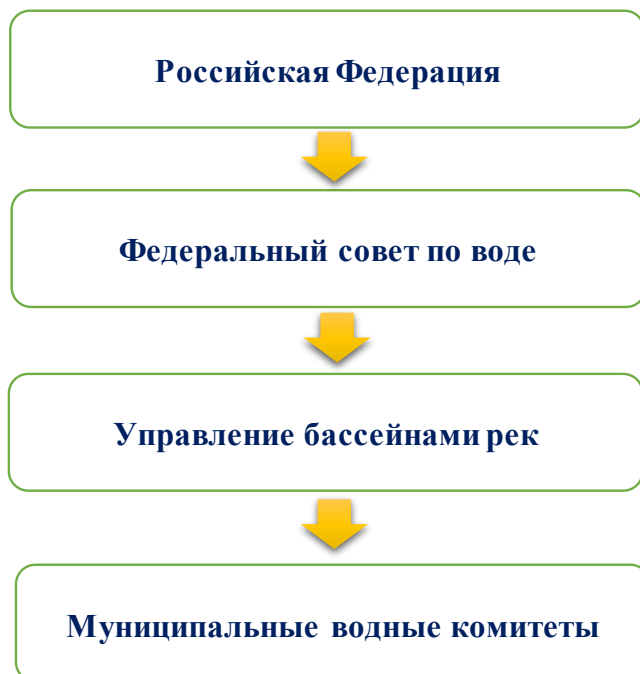 Российская Федерация
Федеральный совет по воде
Управление бассейнами рек
Муниципальные водные комитеты